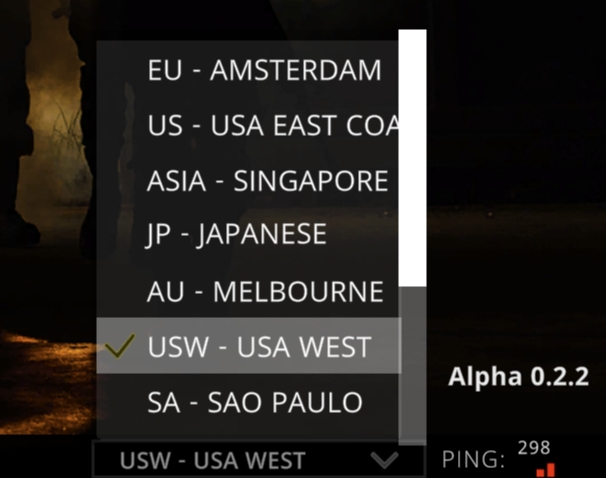 EU - AMSTERDAM
US - USA EAST COA
ASIA - SINGAPORE
JP - JAPANESE
AU - MELBOURNE
USW - USA WEST
SA - SAO PAULO
Alpha 0.2.2
USW - USA WEST
PING: 298